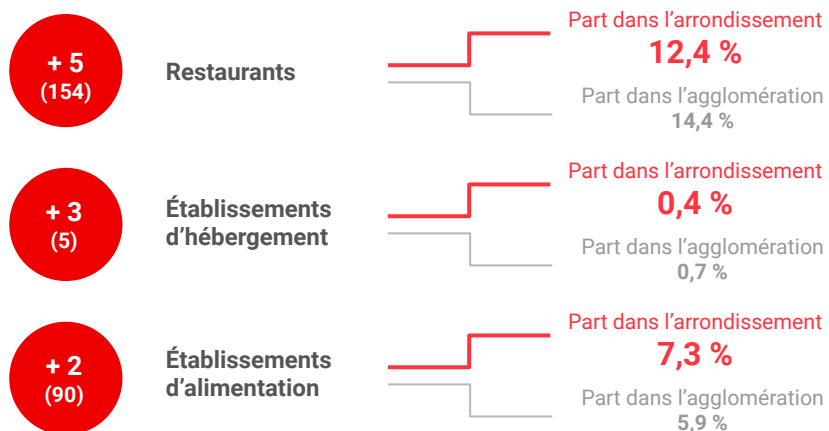 + 5
(154)
Restaurants
Part dans l'arrondissement
12,4 %
Part dans l'agglomération
14,4 %
+ 3
(5)
Établissements
d'hébergement
Part dans l'arrondissement
0,4 %
Part dans l'agglomération
0,7 %
+ 2
(90)
Établissements
d'alimentation
Part dans l'arrondissement
7,3 %
Part dans l'agglomération
5,9 %